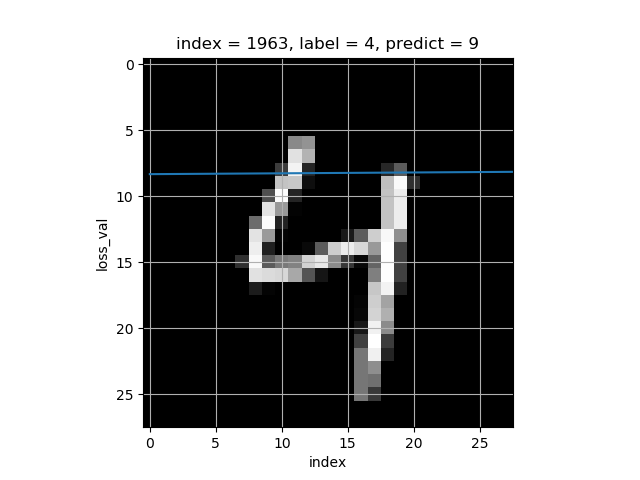 index = 1963, label = 4, predict = 9
0
5
10
15
20
25
loss_val
4
0 5 10 15 20 25
index